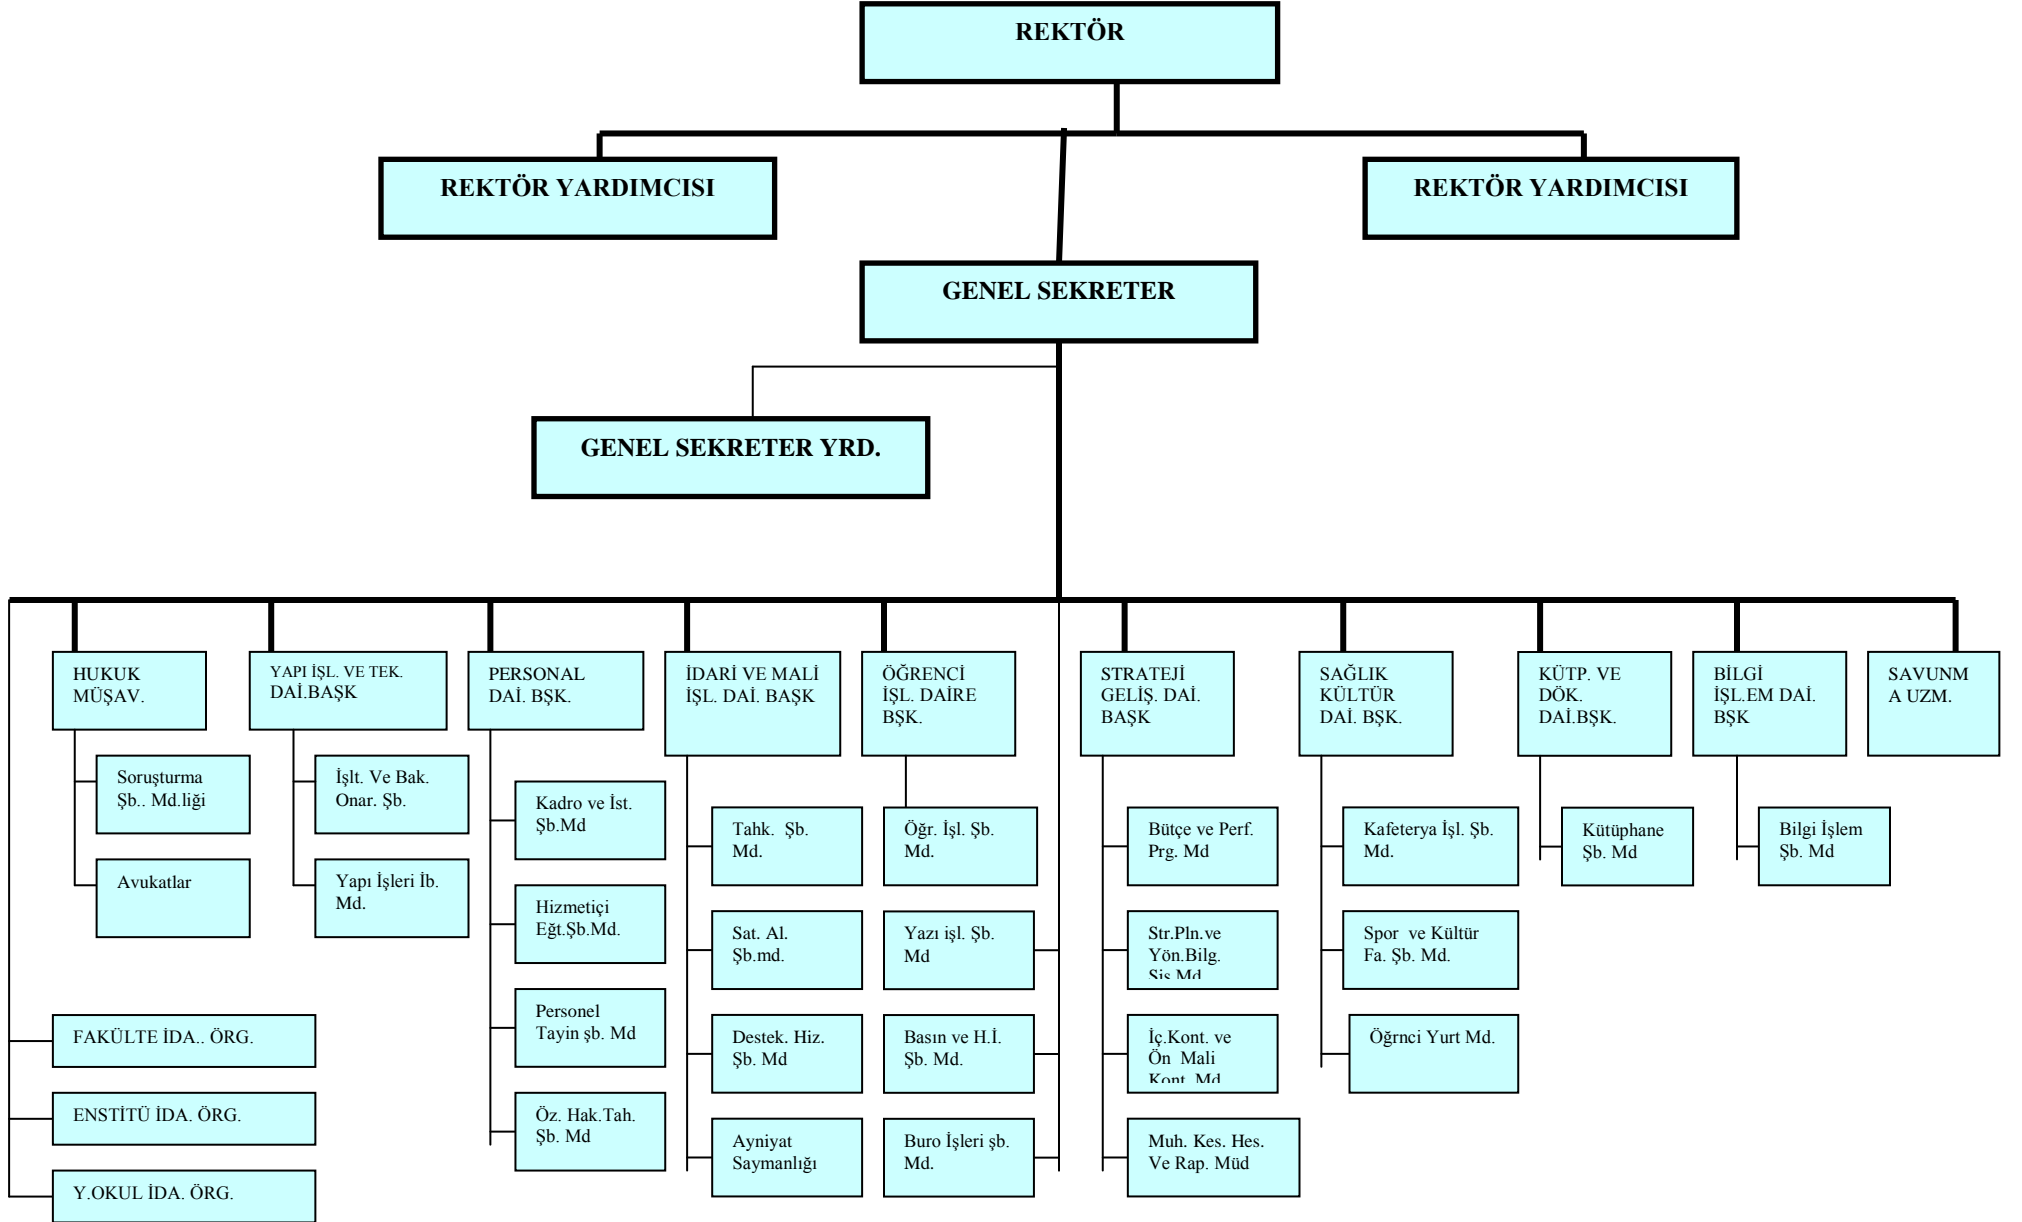 REKTÖR
REKTÖR YARDIMCISI
REKTÖR YARDIMCISI
GENEL SEKRETER
GENEL SEKRETER YRD.
HUKUK
MÜŞAV.
YAPI İŞL. VE TEK.
DAİ.BAŞK
PERSONAL
DAİ. BŞK.
İDARİ VE MALİ
İŞL. DAİ. BAŞK
ÖĞRENCİ
İŞL. DAİRE
BŞK.
STRATEJİ
GELİŞ. DAİ.
BAŞK
SAĞLIK
KÜLTÜR
DAİ. BŞK.
KÜTP. VE
DÖK.
DAİ.BŞK.
BİLGİ
İŞL.EM DAİ.
BŞK
SAVUNM
A UZM.
Soruşturma
Şb.. Md.liği
Avukatlar
İşlt. Ve Bak.
Onar. Şb.
Yapı İşleri İb.
Md.
Kadro ve İst.
Şb.Md
Hizmetiçi
Eğt.Şb.Md.
Personel
Tayin şb. Md
Öz. Hak.Tah.
Şb. Md
Tahk. Şb.
Md.
Sat. Al.
Şb.md.
Destek. Hiz.
Şb. Md
Ayniyat
Saymanlığı
Öğr. İşl. Şb.
Md.
Yazı işl. Şb.
Md
Basın ve H.İ.
Şb. Md.
Buro İşleri şb.
Md.
Bütçe ve Perf.
Prg. Md
Str.Pln.ve
Yön.Bilg.
Sis.Md
İç.Kont. ve
Ön Mali
Kont. Md
Muh. Kes. Hes.
Ve Rap. Müd
Kafeterya İşl. Şb.
Md.
Spor ve Kültür
Fa. Şb. Md.
Öğrnci Yurt Md.
Kütüphane
Şb. Md
Bilgi İşlem
Şb. Md
FAKÜLTE İDA.. ÖRG.
ENSTİTÜ İDA. ÖRG.
Y.OKUL İDA. ÖRG.